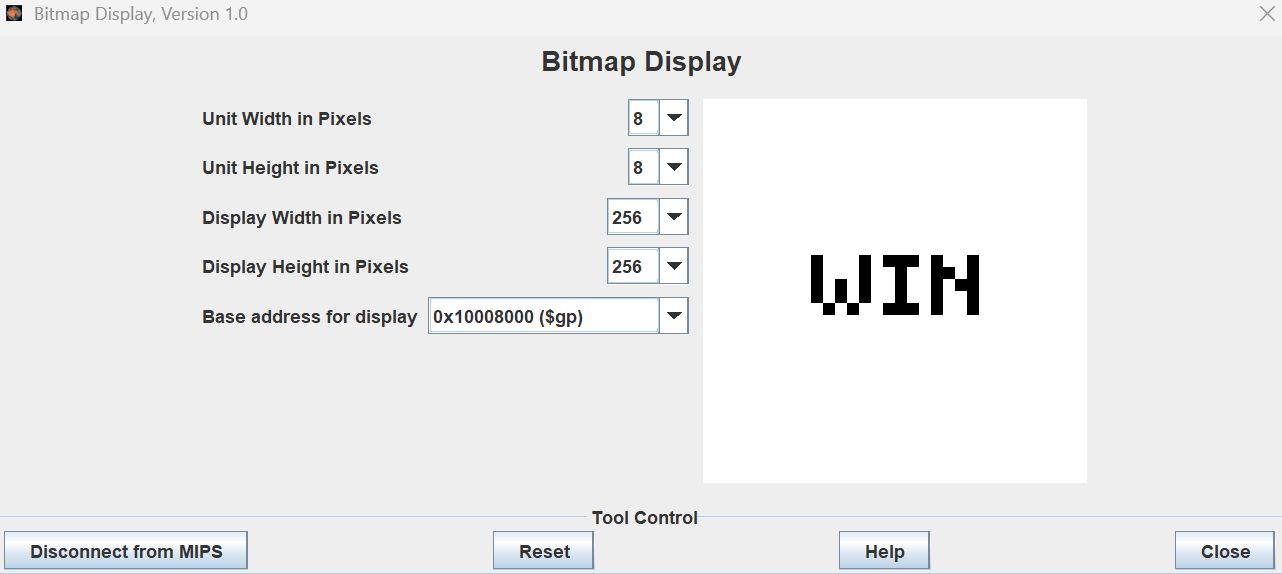 Bitmap Display, Version 1.0
Bitmap Display
Unit Width in Pixels 8
Unit Height in Pixels 8
Display Width in Pixels 256
Display Height in Pixels 256
Base address for display 0x10008000 ($gp)
WIN
Tool Control
Disconnect from MIPS Reset Help Close